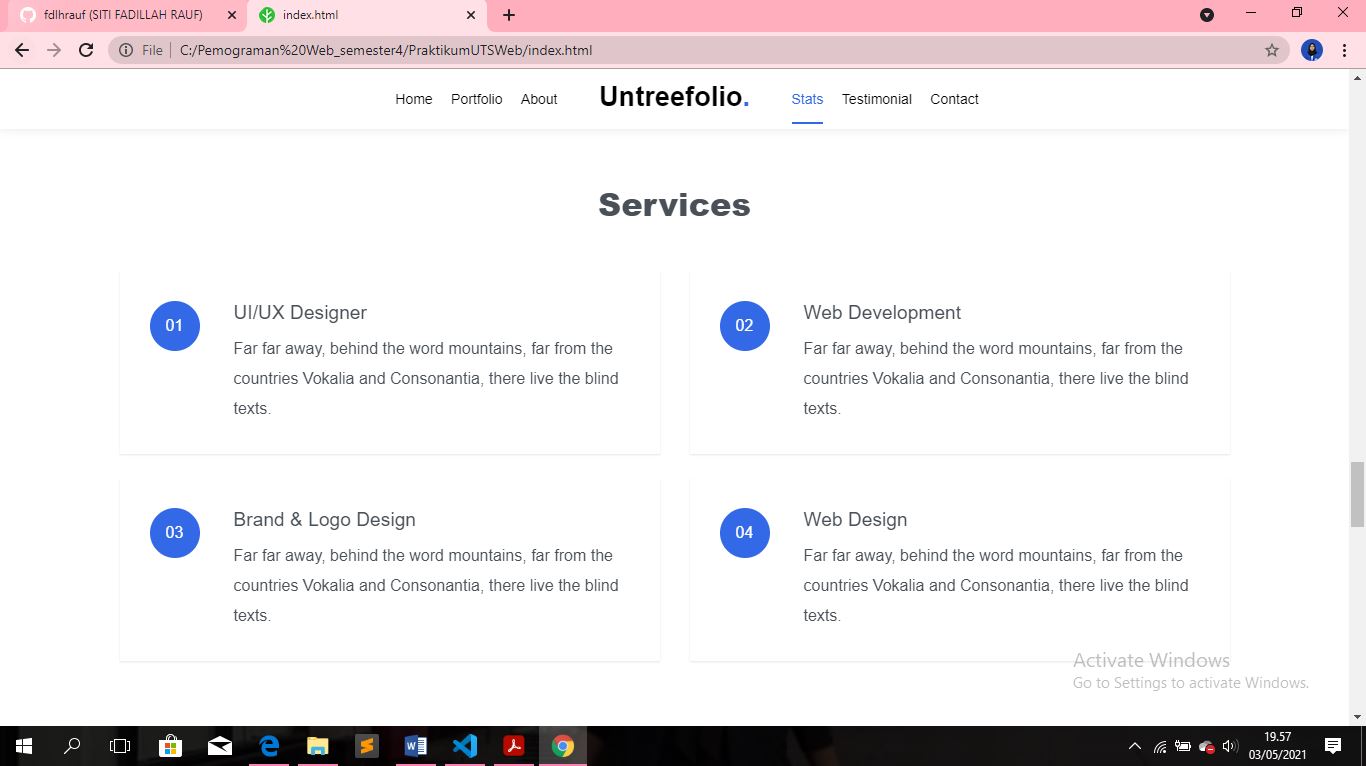 fdlhrauf (SITI FADILLAH RAUF)
index.html
File | C:/Pemograman%20Web_semester4/PraktikumUTSWeb/index.html
Home Portfolio About Untreefolio. Stats Testimonial Contact
Services
01
UI/UX Designer
Far far away, behind the word mountains, far from the
countries Vokalia and Consonantia, there live the blind
texts.
02
Web Development
Far far away, behind the word mountains, far from the
countries Vokalia and Consonantia, there live the blind
texts.
03
Brand & Logo Design
Far far away, behind the word mountains, far from the
countries Vokalia and Consonantia, there live the blind
texts.
04
Web Design
Far far away, behind the word mountains, far from the
countries Vokalia and Consonantia, there live the blind
texts.
Activate Windows
Go to Settings to activate Windows.
19.57
03/05/2021